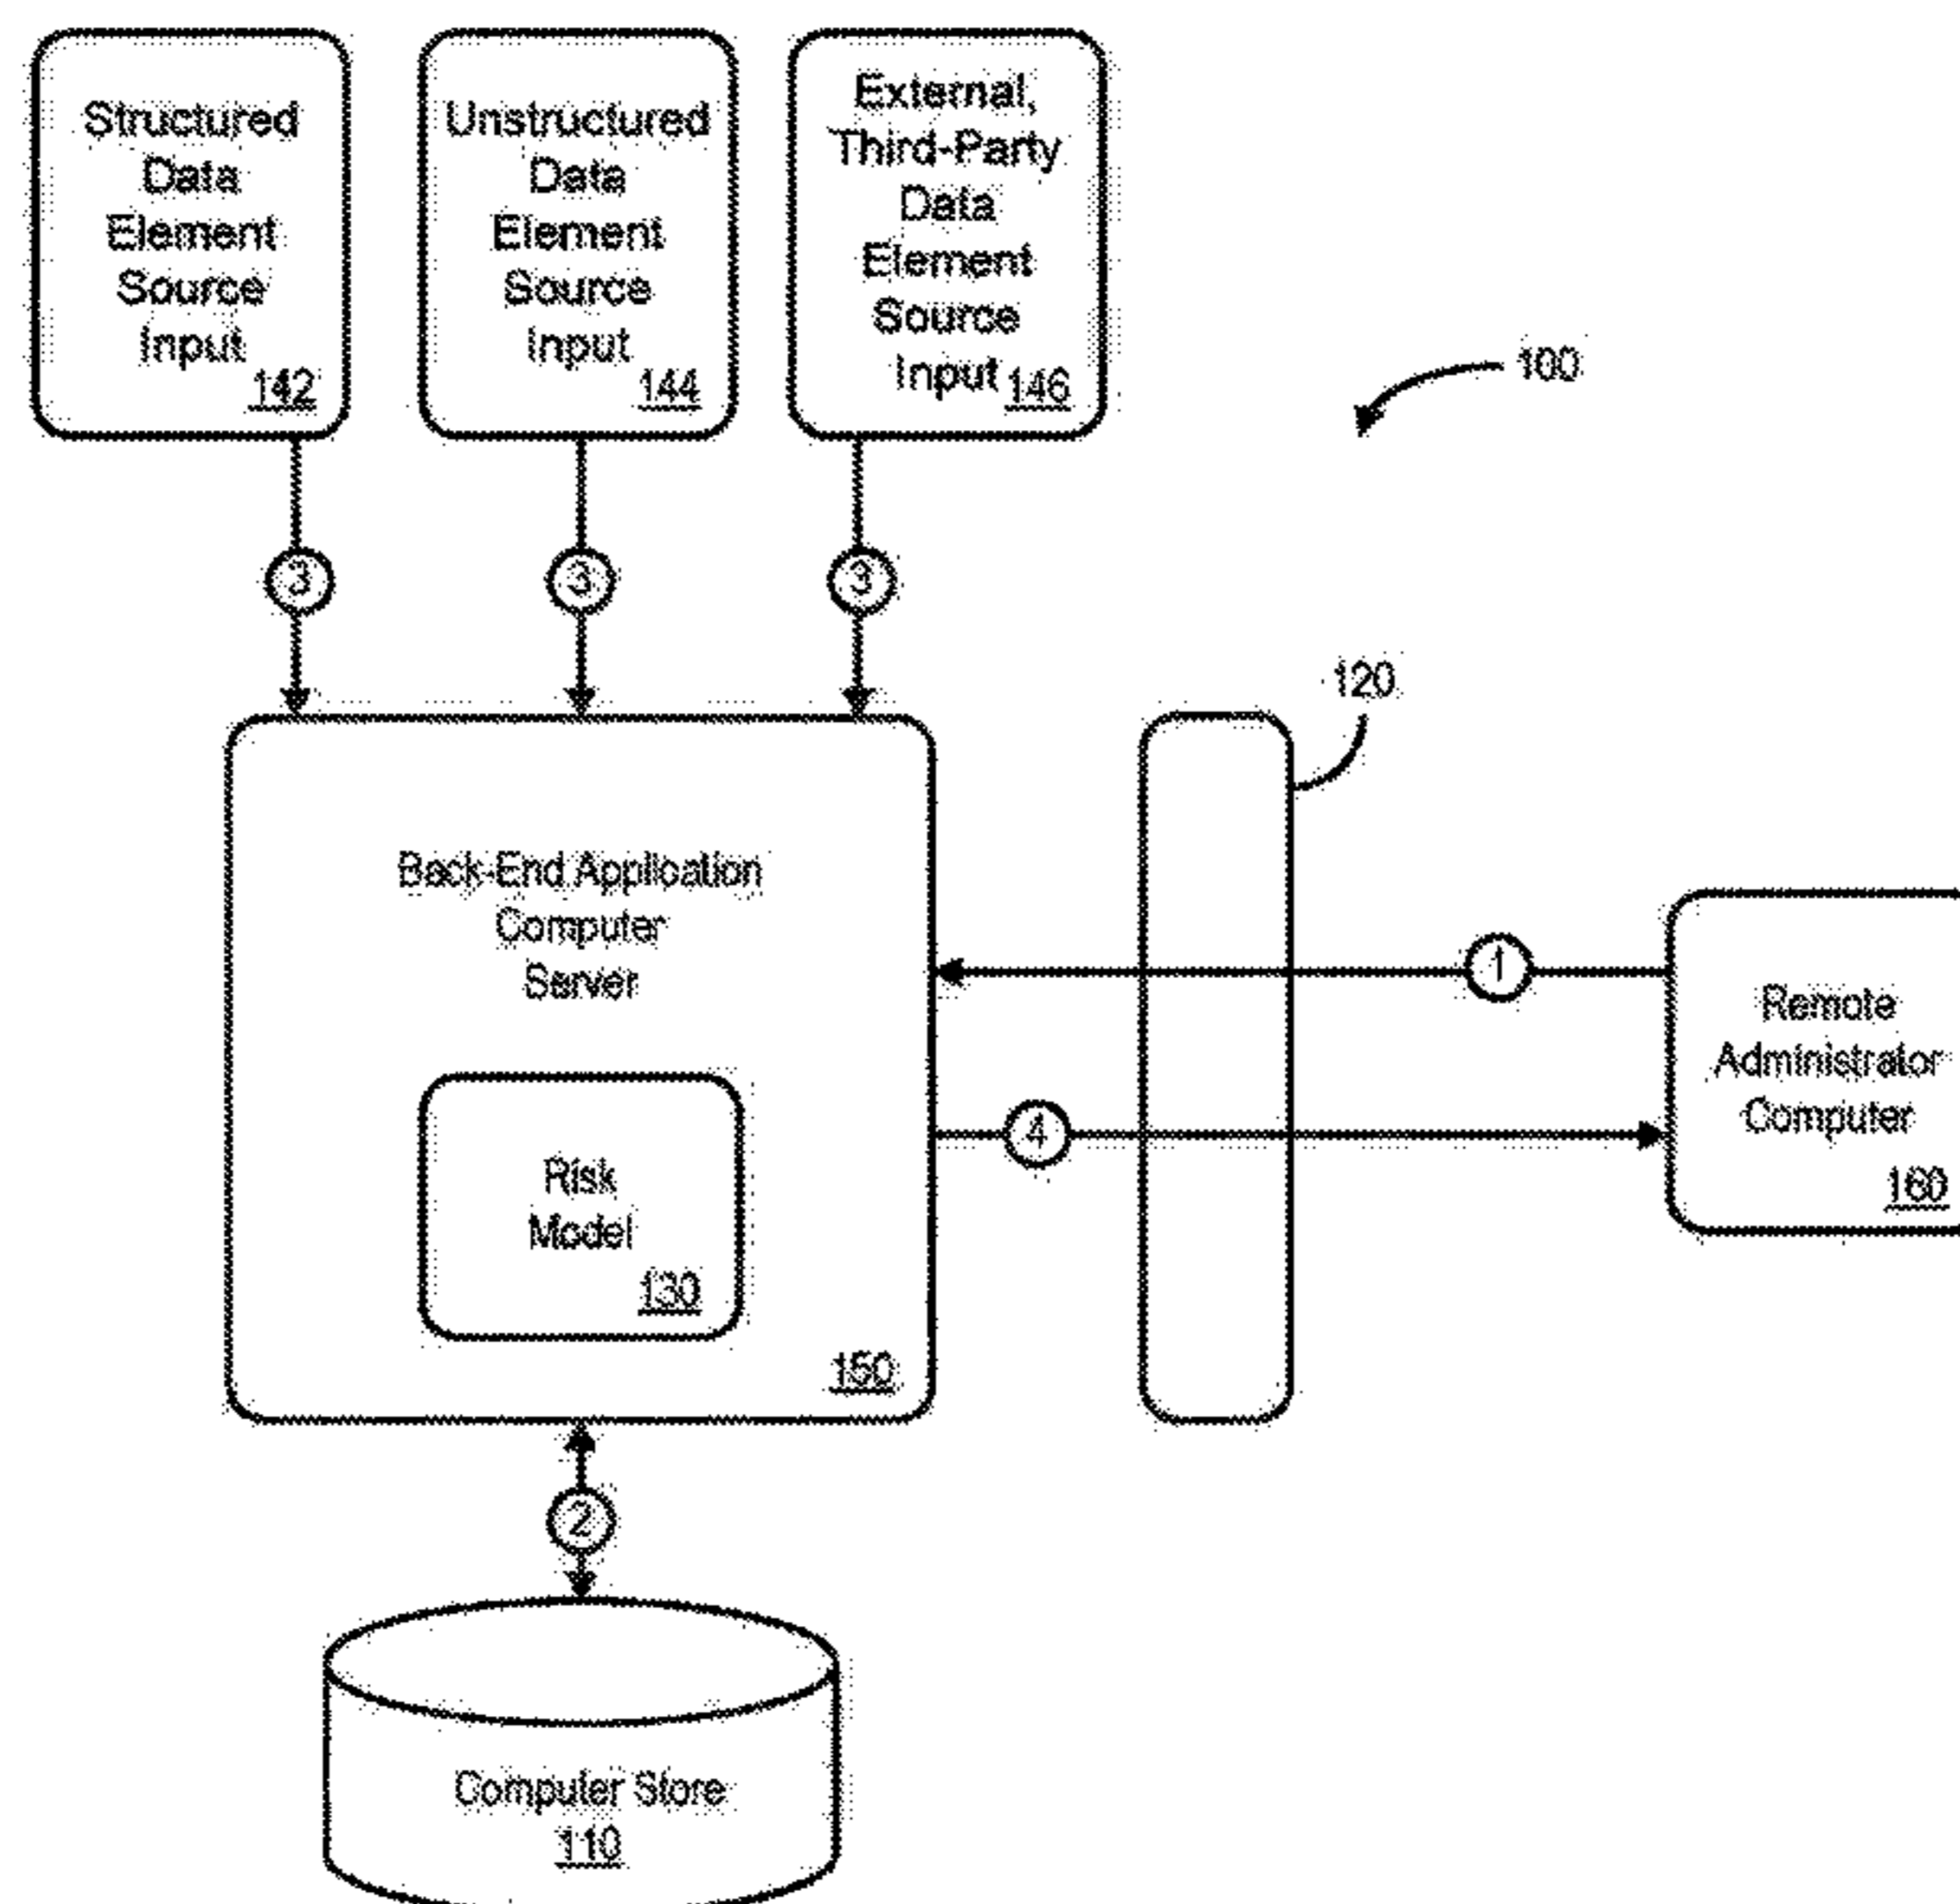 Structured
Data
Element
Source
Input
142
Unstructured
Data
Element
Source
Input
144
External,
Third-Party
Data
Element
Source
Input 146
100
3
3
3
120
Back-End Application
Computer
Server
1
Remote
Administrator
Computer
160
4
Risk
Model
130
150
2
Computer Store
110